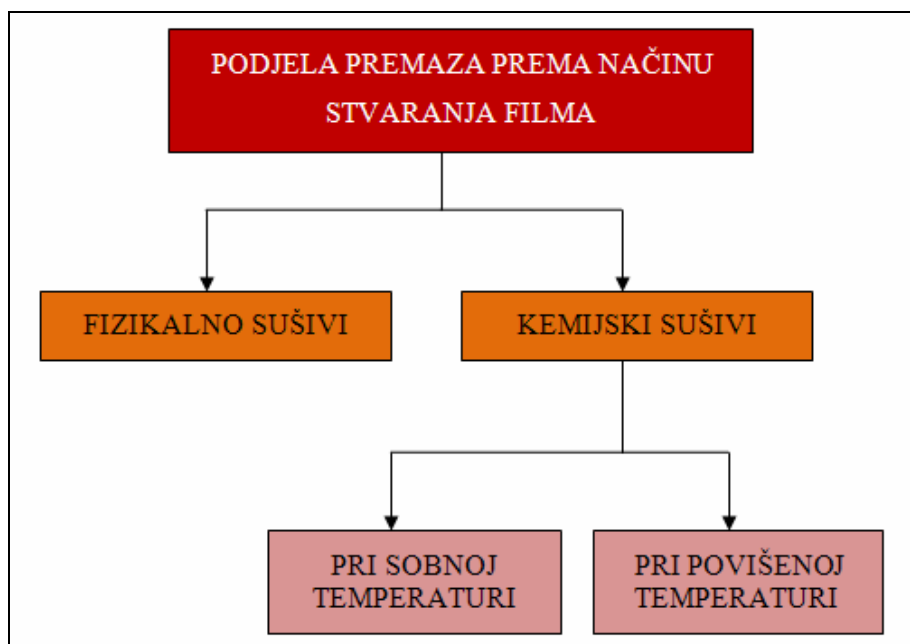 PODJELA PREMAZA PREMA NAČINU
STVARANJA FILMA
FIZIKALNO SUŠIVI
KEMIJSKI SUŠIVI
PRI SOBNOJ
TEMPERATURI
PRI POVIŠENOJ
TEMPERATURI